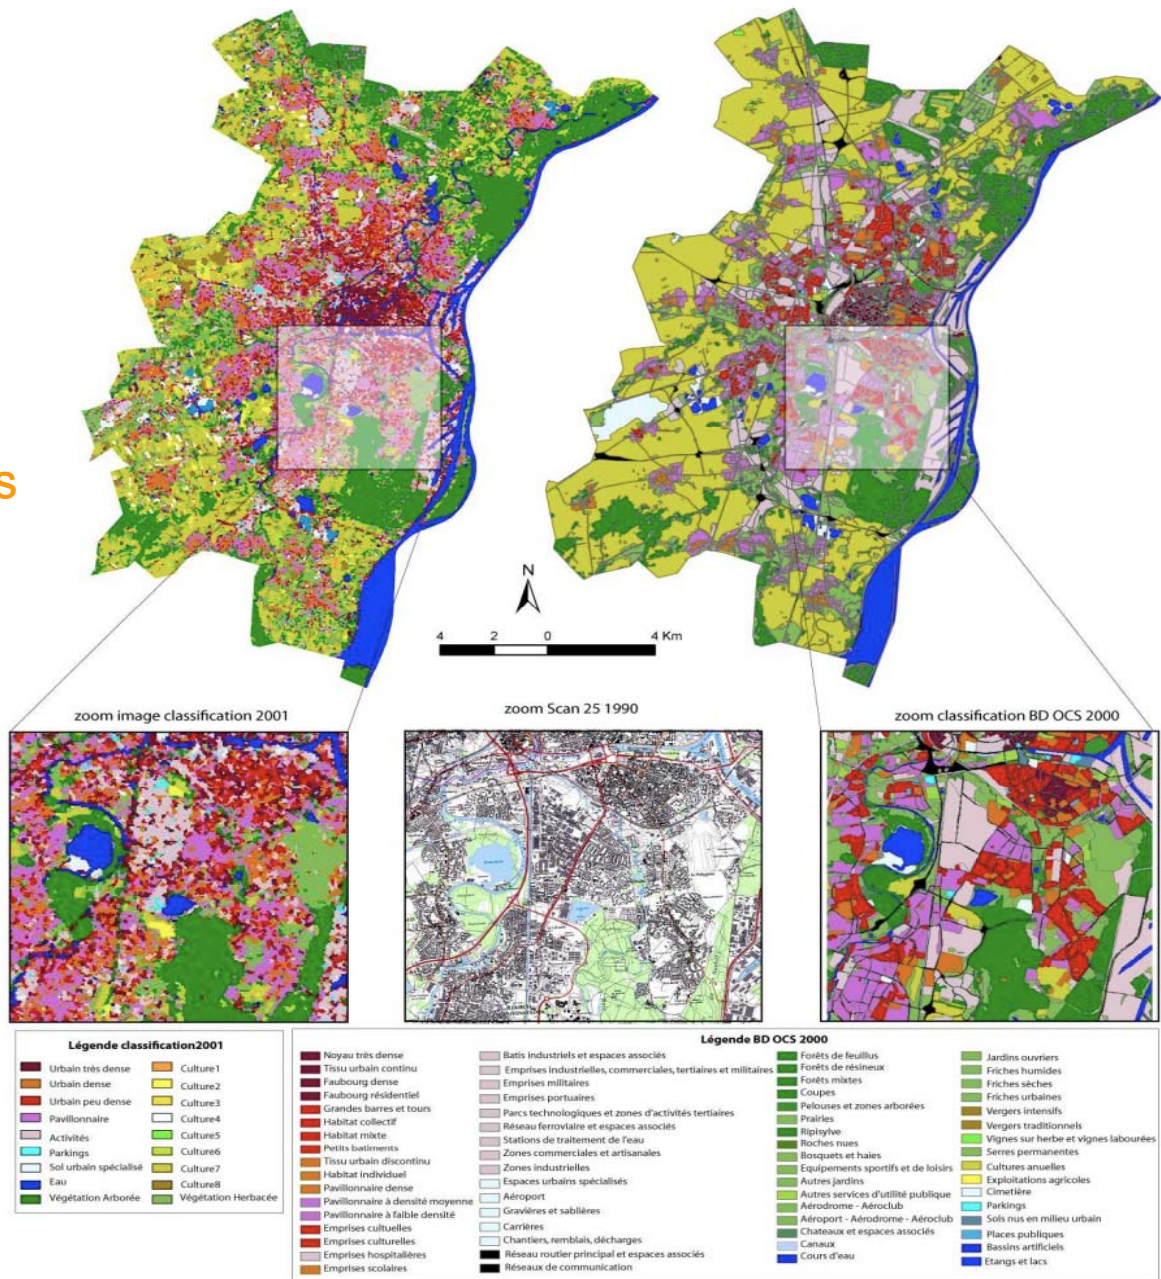 S
N
4 2 0 4 Km
zoom image classification 2001
zoom Scan 25 1990
zoom classification BD OCS 2000
Légende classification2001
Urbain très dense
Urbain dense
Urbain peu dense
Pavillonnaire
Activités
Parkings
Sol urbain spécialisé
Eau
Végétation Arborée
Culture1
Culture2
Culture3
Culture4
Culture5
Culture6
Culture7
Culture8
Végétation Herbacée
Légende BD OCS 2000
Noyau très dense
Tissu urbain continu
Faubourg dense
Faubourg résidentiel
Grandes barres et tours
Habitat collectif
Habitat mixte
Petits batiments
Tissu urbain discontinu
Habitat individuel
Pavillonnaire dense
Pavillonnaire à densité moyenne
Pavillonnaire à faible densité
Emprises cultuelles
Emprises culturelles
Emprises hospitalières
Emprises scolaires
Batis industriels et espaces associés
Emprises industrielles, commerciales, tertiaires et militaires
Emprises militaires
Emprises portuaires
Parcs technologiques et zones d'activités tertiaires
Réseau ferroviaire et espaces associés
Stations de traitement de l'eau
Zones commerciales et artisanales
Zones industrielles
Espaces urbains spécialisés
Aéroport
Gravières et sablières
Carrières
Chantiers, remblais, décharges
Réseau routier principal et espaces associés
Réseaux de communication
Forêts de feuillus
Forêts de résineux
Forêts mixtes
Coupes
Pelouses et zones arborées
Prairies
Ripisylve
Roches nues
Bosquets et haies
Equipements sportifs et de loisirs
Autres jardins
Autres services d'utilité publique
Aérodrome - Aéroclub
Aéroport - Aérodrome - Aéroclub
Chateaux et espaces associés
Canaux
Cours d'eau
Jardins ouvriers
Friches humides
Friches sèches
Friches urbaines
Vergers intensifs
Vergers traditionnels
Vignes sur herbe et vignes labourées
Serres permanentes
Cultures anuelles
Exploitations agricoles
Cimetière
Parkings
Sols nus en milieu urbain
Places publiques
Bassins artificiels
Etangs et lacs